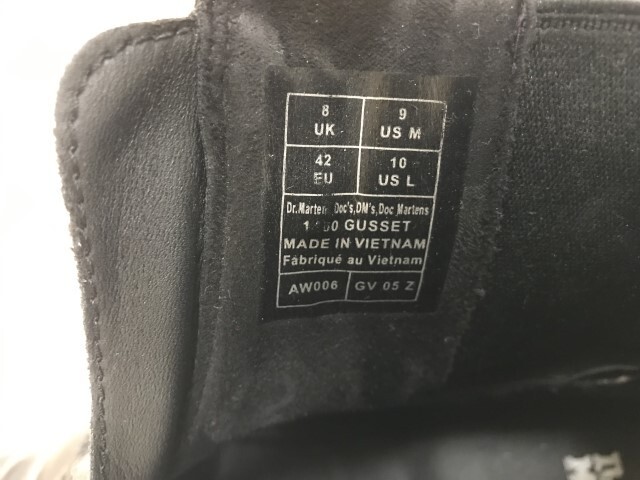 8 UK
9 US M
42 EU
10 US L
Dr.Marten Doc's,DM's,Doc Martens
GUSSET
MADE IN VIETNAM
Fabriqué au Vietnam
AW006
GV 05 Z